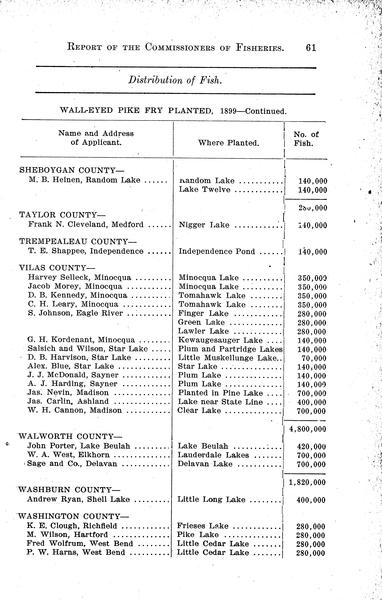 REPORT OF THE COMMISSIONERS OF FISHERIES. 61
Distribution of Fish.
WALL-EYED PIKE FRY PLANTED, 1899—Continued.
Name and Address of Applicant. Where Planted. No. of Fish.
SHEBOYGAN COUNTY—
M. B. Heinen, Random Lake ...... Random Lake ........... 140,000
Lake Twelve ............ 140,000
280,000
TAYLOR COUNTY—
Frank N. Cleveland, Medford ...... Nigger Lake ........... 140,000
TREMPEALEAU COUNTY—
T. E. Shappee, Independence ...... Independence Pond ...... 140,000
VILAS COUNTY—
Harvey Selleck, Minocqua ......... Minocqua Lake .......... 350,000
Jacob Morey, Minocqua ........... Minocqua Lake .......... 350,000
D. B. Kennedy, Minocqua ......... Tomahawk Lake ........ 350,000
C. H. Leary, Minocqua ........... Tomahawk Lake ........ 350,000
S. Johnson, Eagle River .......... Finger Lake ............ 280,000
Green Lake ............. 280,000
Lawler Lake ............ 280,000
G. H. Kordenant, Minocqua ....... Kewaugesauger Lake .... 140,000
Salsich and Wilson, Star Lake ..... Plum and Partridge Lakes 140,000
D. B. Harvison, Star Lake ........ Little Muskellunge Lake.. 70,000
Alex. Blue, Star Lake ............ Star Lake .............. 140,000
J. J. McDonald, Sayner ........... Plum Lake ............. 140,000
A. J. Harding, Sayner ............ Plum Lake ............. 140,000
Jas. Nevin, Madison .............. Planted in Pine Lake .... 700,000
Jas. Carlin, Ashland .............. Lake near State Line .... 400,000
W. H. Cannon, Madison .......... Clear Lake ............. 700,000
4,800,000
WALWORTH COUNTY—
John Porter, Lake Beulah ........ Lake Beulah ............ 420,000
W. A. West, Elkhorn ............. Lauderdale Lakes ....... 700,000
Sage and Co., Delavan ........... Delavan Lake ........... 700,000
1,820,000
WASHBURN COUNTY—
Andrew Ryan, Shell Lake ......... Little Long Lake ........ 400,000
WASHINGTON COUNTY—
K. E. Clough, Richfield ........... Frieses Lake ............ 280,000
M. Wilson, Hartford .............. Pike Lake .............. 280,000
Fred Wolfrum, West Bend ........ Little Cedar Lake ....... 280,000
P. W. Harns, West Bend ......... Little Cedar Lake ....... 280,000